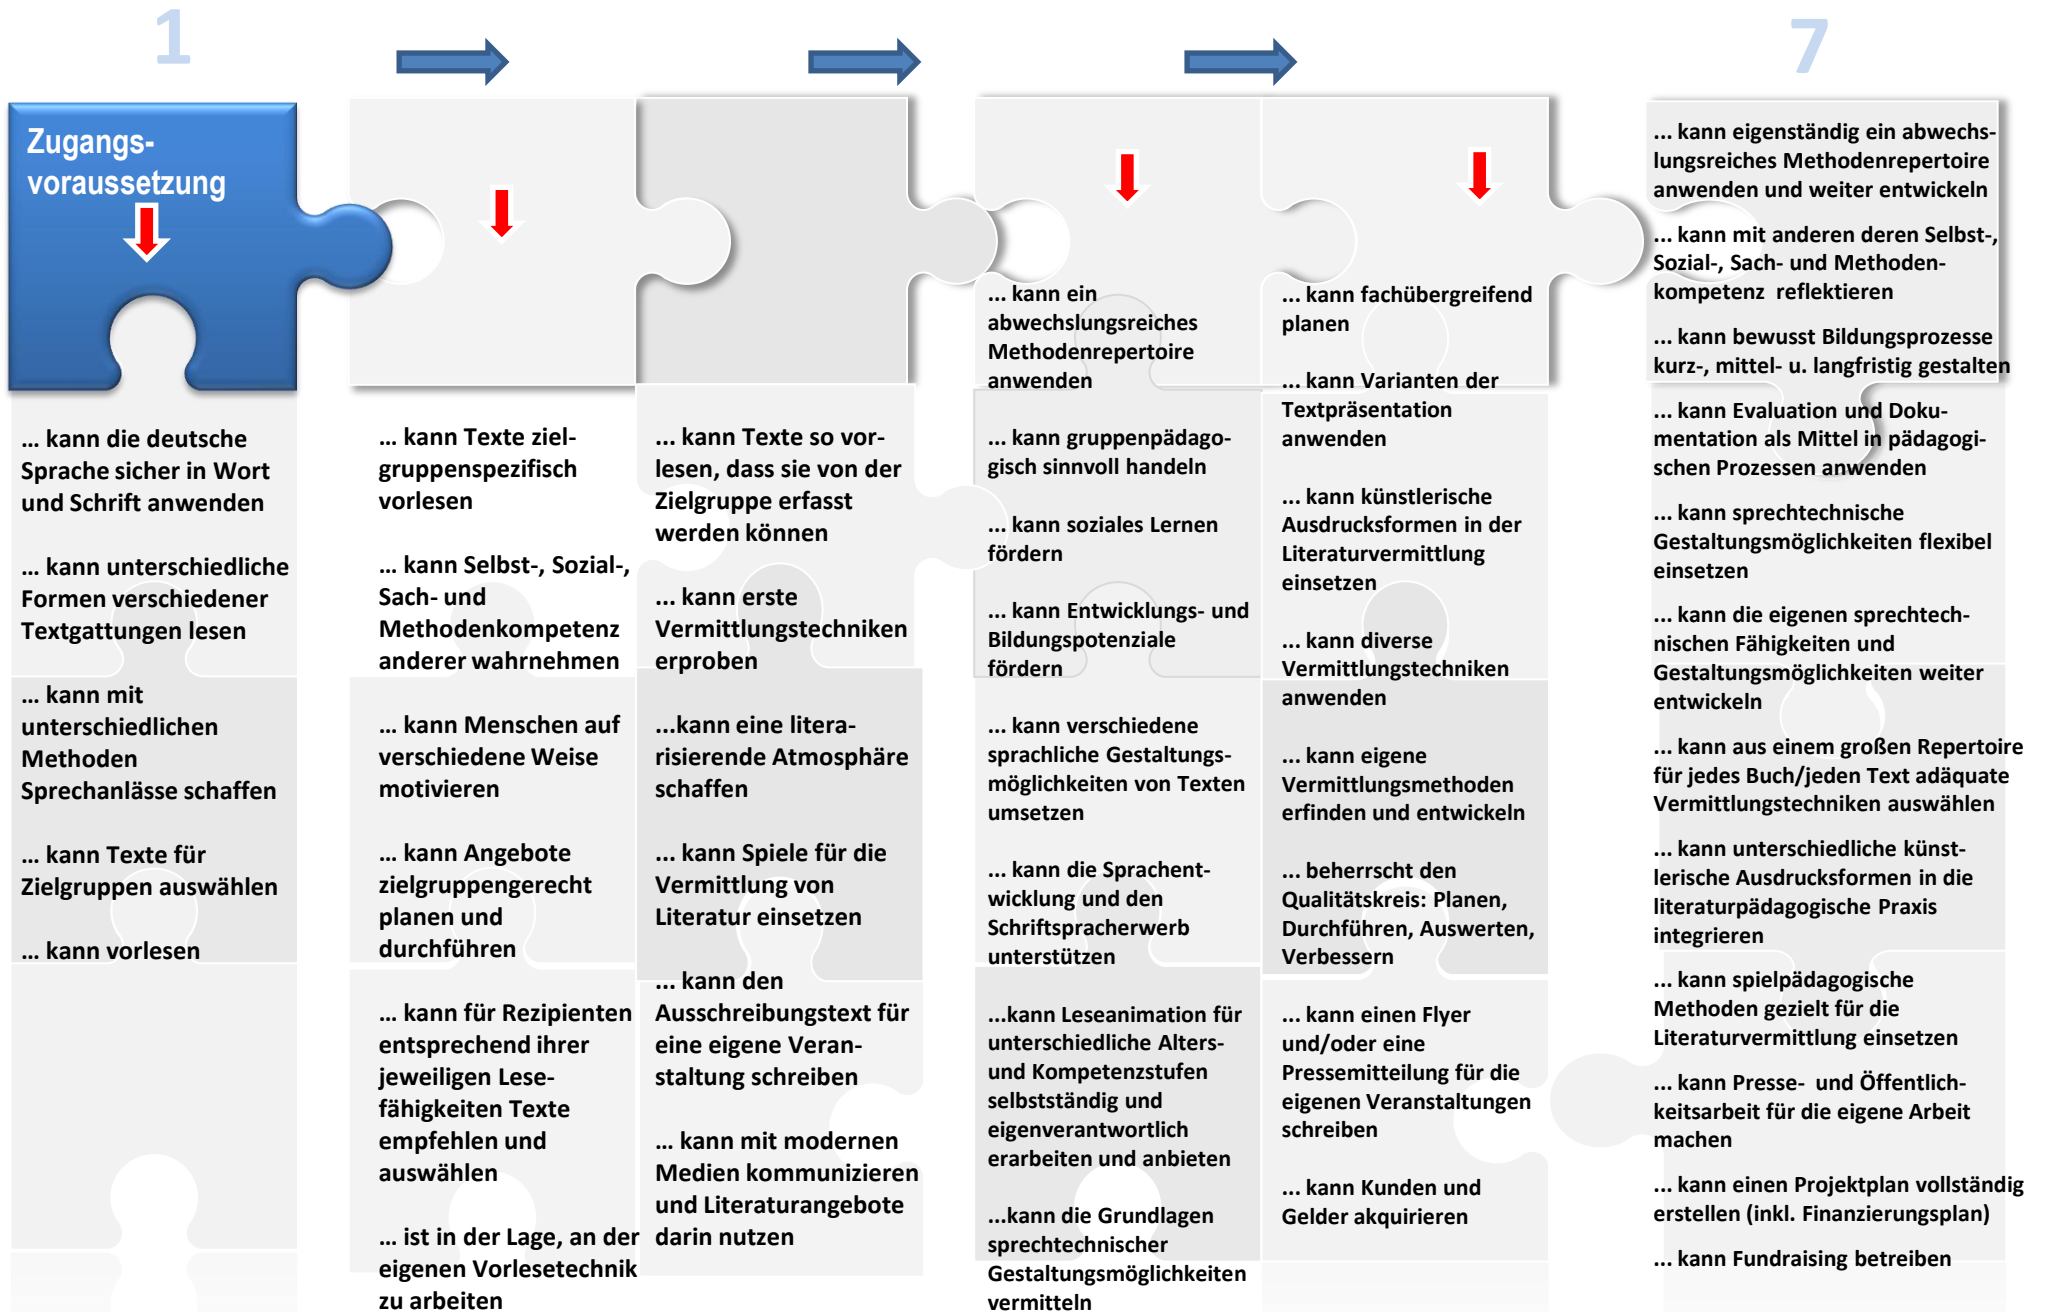 1
7
Zugangs-
voraussetzung
... kann die deutsche
Sprache sicher in Wort
und Schrift anwenden
... kann unterschiedliche
Formen verschiedener
Textgattungen lesen
... kann mit
unterschiedlichen
Methoden
Sprechanlässe schaffen
... kann Texte für
Zielgruppen auswählen
... kann vorlesen
... kann Texte ziel-
gruppenspezifisch
vorlesen
... kann Selbst-, Sozial-,
Sach- und
Methodenkompetenz
anderer wahrnehmen
... kann Menschen auf
verschiedene Weise
motivieren
... kann Angebote
zielgruppengerecht
planen und
durchführen
... kann für Rezipienten
entsprechend ihrer
jeweiligen Lese-
fähigkeiten Texte
empfehlen und
auswählen
... ist in der Lage, an der
eigenen Vorlesetechnik
zu arbeiten
... kann Texte so vor-
lesen, dass sie von der
Zielgruppe erfasst
werden können
... kann erste
Vermittlungstechniken
erproben
...kann eine litera-
risierende Atmosphäre
schaffen
... kann Spiele für die
Vermittlung von
Literatur einsetzen
... kann den
Ausschreibungstext für
eine eigene Veran-
staltung schreiben
... kann mit modernen
Medien kommunizieren
und Literaturangebote
darin nutzen
... kann ein
abwechslungsreiches
Methodenrepertoire
anwenden
... kann gruppenpädago-
gisch sinnvoll handeln
... kann soziales Lernen
fördern
... kann Entwicklungs- und
Bildungspotenziale
fördern
... kann verschiedene
sprachliche Gestaltungs-
möglichkeiten von Texten
umsetzen
... kann die Sprachent-
wicklung und den
Schriftspracherwerb
unterstützen
...kann Leseanimation für
unterschiedliche Alters-
und Kompetenzstufen
selbstständig und
eigenverantwortlich
erarbeiten und anbieten
...kann die Grundlagen
sprechtechnischer
Gestaltungsmöglichkeiten
vermitteln
... kann fachübergreifend
planen
... kann Varianten der
Textpräsentation
anwenden
... kann künstlerische
Ausdrucksformen in der
Literaturvermittlung
einsetzen
... kann diverse
Vermittlungstechniken
anwenden
... kann eigene
Vermittlungsmethoden
erfinden und entwickeln
... beherrscht den
Qualitätskreis: Planen,
Durchführen, Auswerten,
Verbessern
... kann einen Flyer
und/oder eine
Pressemitteilung für die
eigenen Veranstaltungen
schreiben
... kann Kunden und
Gelder akquirieren
... kann eigenständig ein abwechs-
lungsreiches Methodenrepertoire
anwenden und weiter entwickeln
... kann mit anderen deren Selbst-,
Sozial-, Sach- und Methoden-
kompetenz  reflektieren
... kann bewusst Bildungsprozesse
kurz-, mittel- u. langfristig gestalten
... kann Evaluation und Doku-
mentation als Mittel in pädagogi-
schen Prozessen anwenden
... kann sprechtechnische
Gestaltungsmöglichkeiten flexibel
einsetzen
... kann die eigenen sprechtech-
nischen Fähigkeiten und
Gestaltungsmöglichkeiten weiter
entwickeln
... kann aus einem großen Repertoire
für jedes Buch/jeden Text adäquate
Vermittlungstechniken auswählen
... kann unterschiedliche künst-
lerische Ausdrucksformen in die
literaturpädagogische Praxis
integrieren
... kann spielpädagogische
Methoden gezielt für die
Literaturvermittlung einsetzen
... kann Presse-  und Öffentlich-
keitsarbeit für die eigene Arbeit
machen
... kann einen Projektplan vollständig
erstellen (inkl. Finanzierungsplan)
... kann Fundraising betreiben